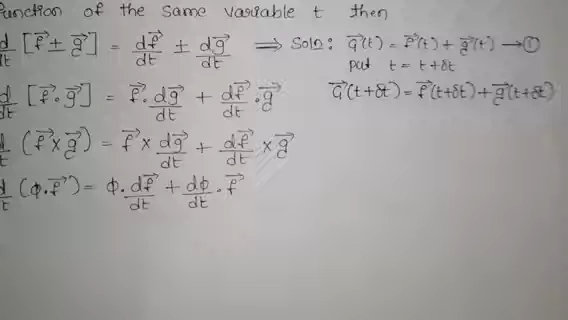 function of the same variable t then
d/dt [f⃗ ± g⃗] = df⃗/dt ± dg⃗/dt ⟹ Soln: G⃗(t) = f⃗(t) + g⃗(t) → ①
put t = t + δt
d/dt [f⃗ . g⃗] = f⃗ . dg⃗/dt + df⃗/dt . g⃗ G⃗(t+δt) = f⃗(t+δt) + g⃗(t+δt)
d/dt (f⃗ × g⃗) = f⃗ × dg⃗/dt + df⃗/dt × g⃗
d/dt (φ . f⃗) = φ . df⃗/dt + dφ/dt . f⃗